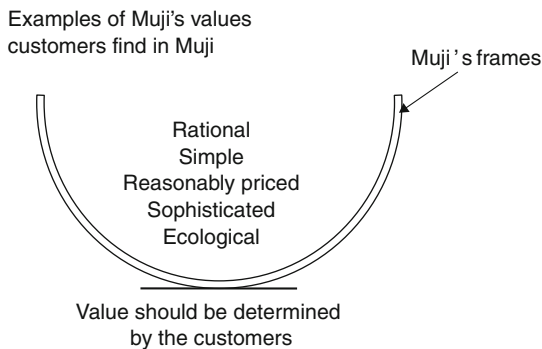 Examples of Muji's values
customers find in Muji
Muji's frames
Rational
Simple
Reasonably priced
Sophisticated
Ecological
Value should be determined
by the customers